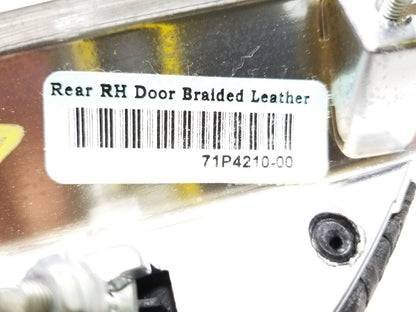 Rear RH Door Braided Leather
71P4210-00